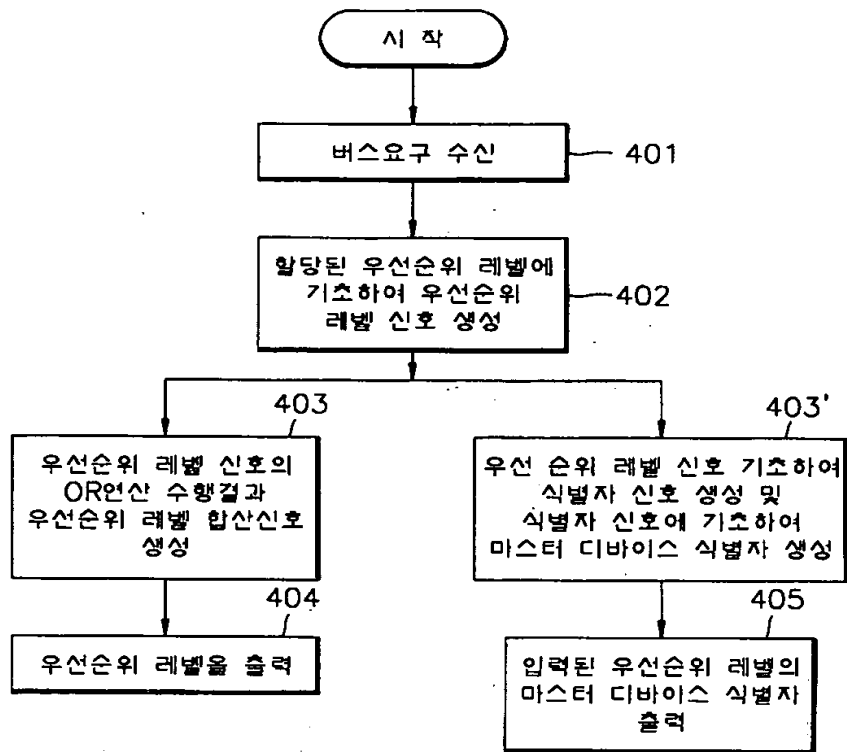 시 작
버스요구 수신
401
할당된 우선순위 레벨에
기초하여 우선순위
레벨 신호 생성
402
403
우선순위 레벨 신호의
OR연산 수행결과
우선순위 레벨 합산신호
생성
403'
우선 순위 레벨 신호 기초하여
식별자 신호 생성 및
식별자 신호에 기초하여
마스터 디바이스 식별자 생성
404
우선순위 레벨을 출력
405
입력된 우선순위 레벨의
마스터 디바이스 식별자
출력